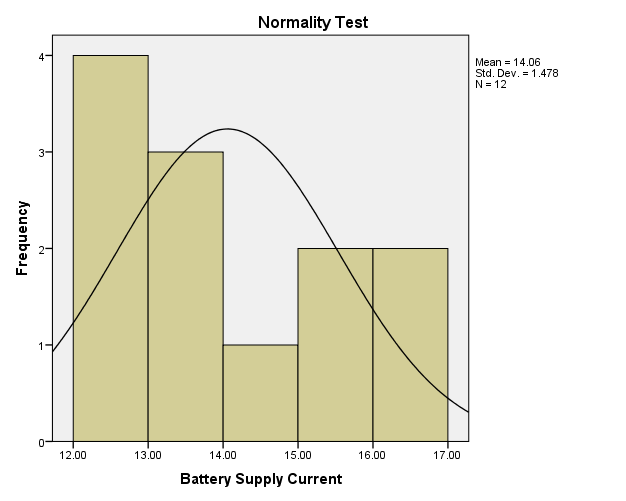 Normality Test
Mean = 14.06
Std. Dev. = 1.478
N = 12
Frequency
4
3
2
1
0
12.00 13.00 14.00 15.00 16.00 17.00
Battery Supply Current